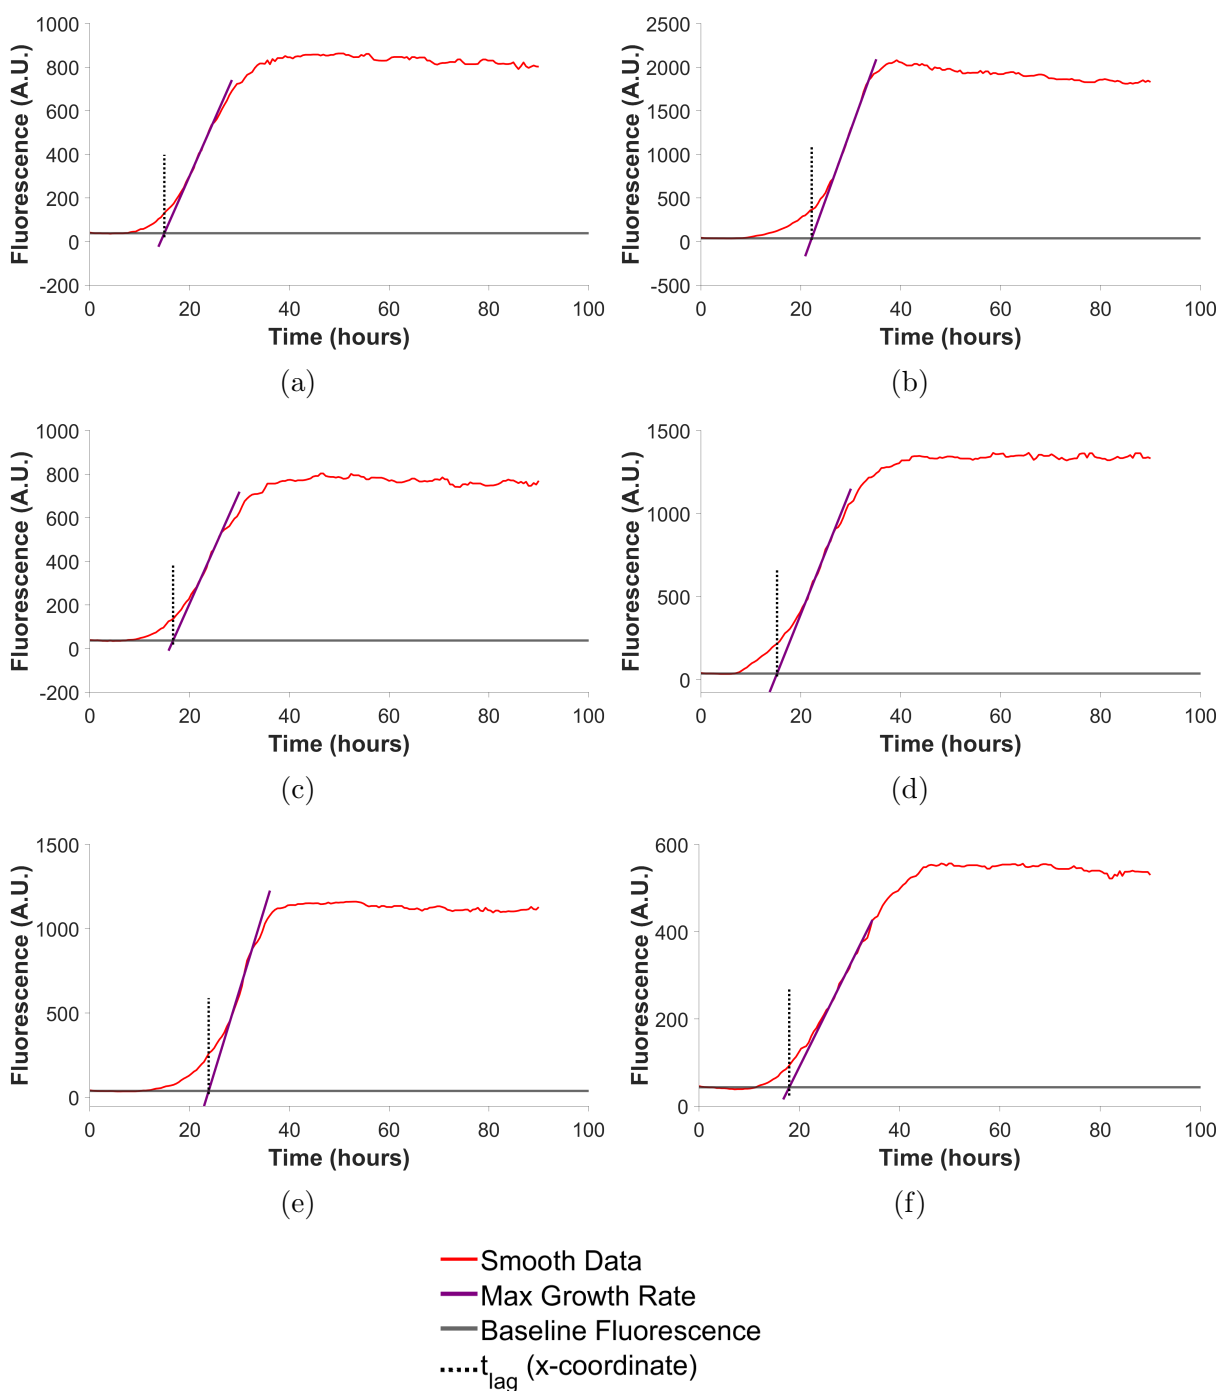 1000
800
600
400
200
0
-200
Fluorescence (A.U.)
0 20 40 60 80 100
Time (hours)
(a)
2500
2000
1500
1000
500
0
-500
Fluorescence (A.U.)
0 20 40 60 80 100
Time (hours)
(b)
1000
800
600
400
200
0
-200
Fluorescence (A.U.)
0 20 40 60 80 100
Time (hours)
(c)
1500
1000
500
0
Fluorescence (A.U.)
0 20 40 60 80 100
Time (hours)
(d)
1500
1000
500
0
Fluorescence (A.U.)
0 20 40 60 80 100
Time (hours)
(e)
600
400
200
0
Fluorescence (A.U.)
0 20 40 60 80 100
Time (hours)
(f)
Smooth Data
Max Growth Rate
Baseline Fluorescence
t_lag (x-coordinate)